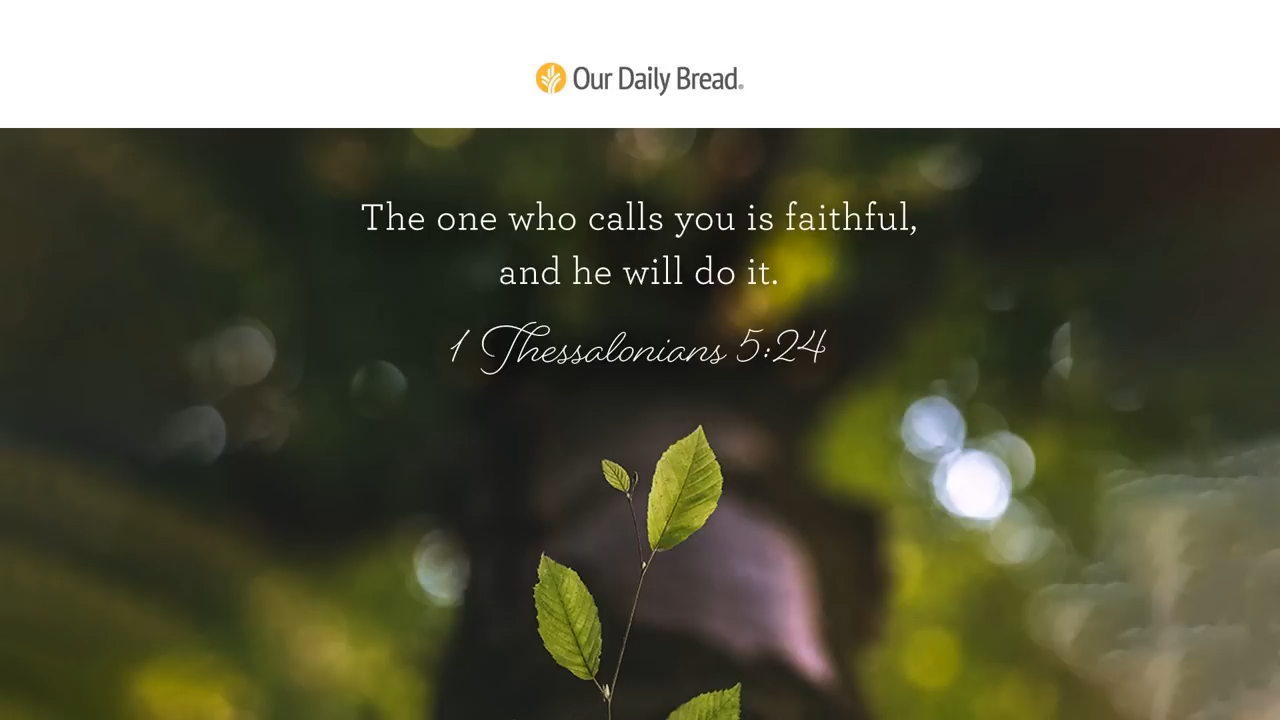 Our Daily Bread®
The one who calls you is faithful,
and he will do it.
1 Thessalonians 5:24